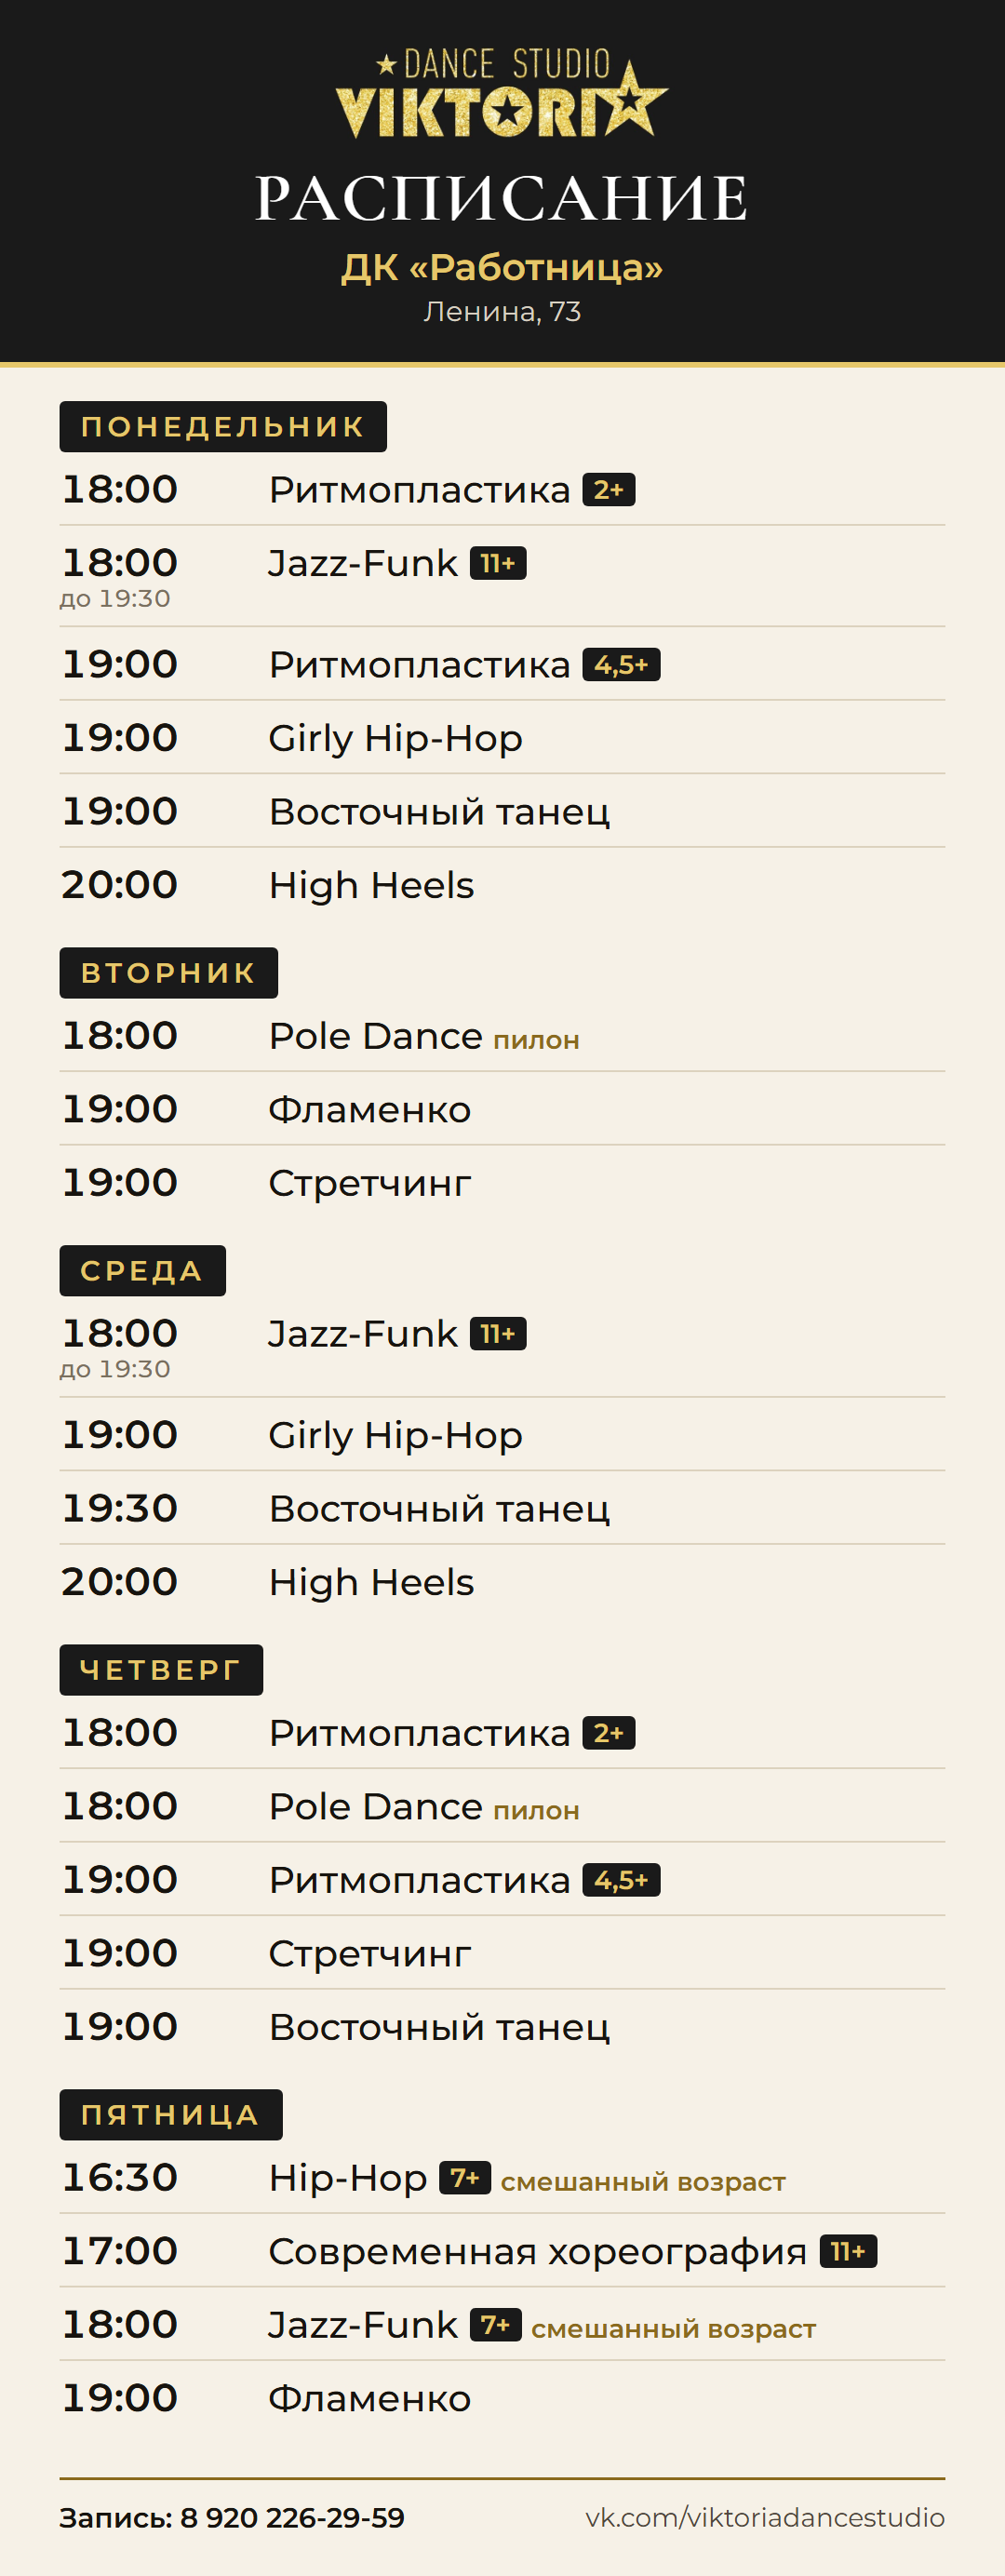 DANCE STUDIO
VIKTORIA
РАСПИСАНИЕ
ДК «Работница»
Ленина, 73
ПОНЕДЕЛЬНИК
18:00 Ритмопластика 2+
18:00 Jazz-Funk 11+
до 19:30
19:00 Ритмопластика 4,5+
19:00 Girly Hip-Hop
19:00 Восточный танец
20:00 High Heels
ВТОРНИК
18:00 Pole Dance пилон
19:00 Фламенко
19:00 Стретчинг
СРЕДА
18:00 Jazz-Funk 11+
до 19:30
19:00 Girly Hip-Hop
19:30 Восточный танец
20:00 High Heels
ЧЕТВЕРГ
18:00 Ритмопластика 2+
18:00 Pole Dance пилон
19:00 Ритмопластика 4,5+
19:00 Стретчинг
19:00 Восточный танец
ПЯТНИЦА
16:30 Hip-Hop 7+ смешанный возраст
17:00 Современная хореография 11+
18:00 Jazz-Funk 7+ смешанный возраст
19:00 Фламенко
Запись: 8 920 226-29-59 vk.com/viktoriadancestudio